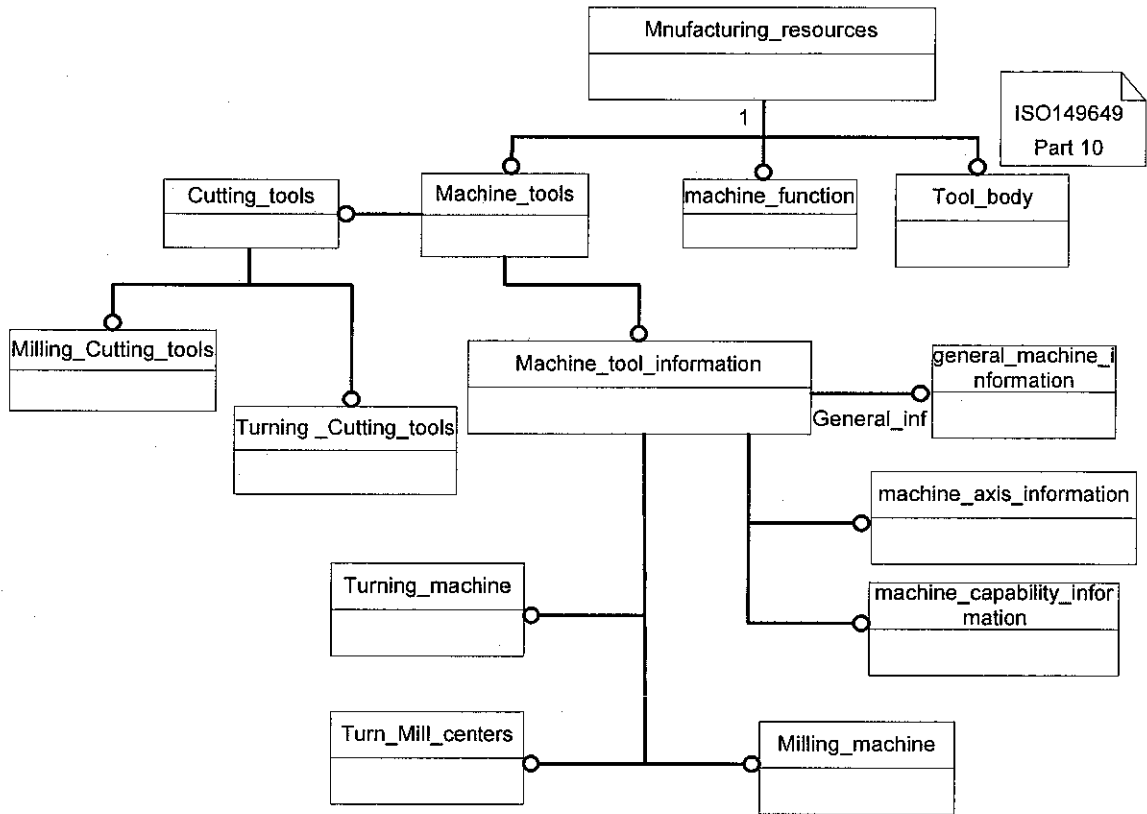 Mnufacturing_resources
1
ISO149649
Part 10
Cutting_tools
Machine_tools
machine_function
Tool_body
Milling_Cutting_tools
Machine_tool_information
general_machine_i
nformation
Turning _Cutting_tools
General_inf
machine_axis_information
Turning_machine
machine_capability_infor
mation
Turn_Mill_centers
Milling_machine